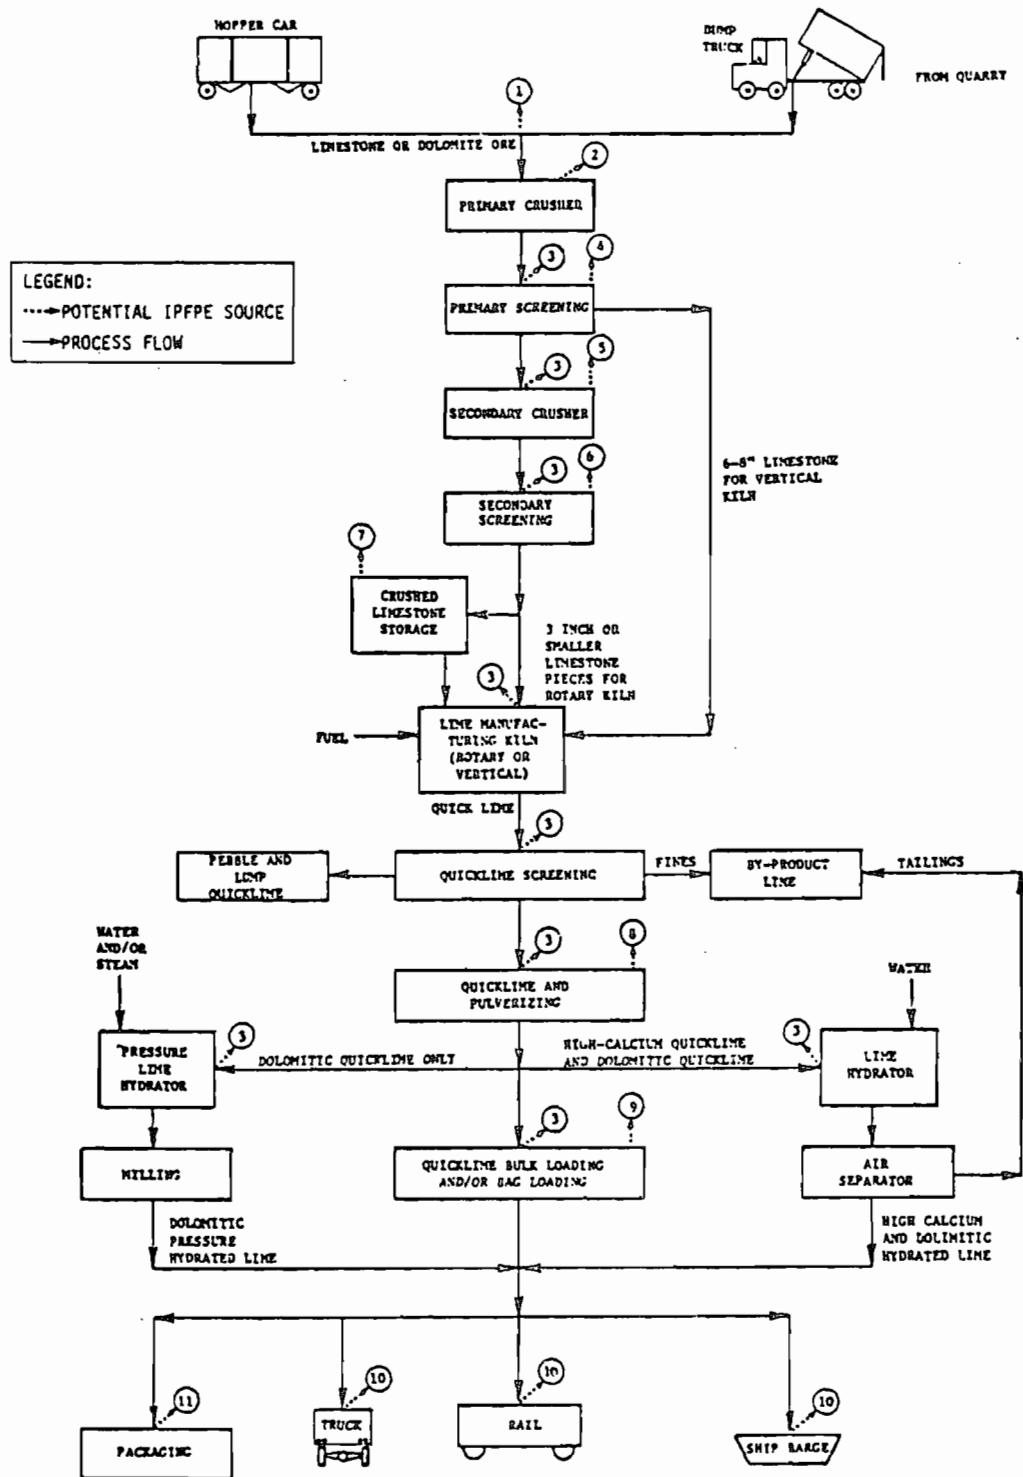 HOPPER CAR
DUMP
TRUCK
FROM QUARRY
1
LIMESTONE OR DOLOMITE ORE
2
PRIMARY CRUSHER
3
4
LEGEND:
POTENTIAL IPFPE SOURCE
PROCESS FLOW
PRIMARY SCREENING
3
5
SECONDARY CRUSHER
3
6
6-8" LIMESTONE
FOR VERTICAL
KILN
SECONDARY
SCREENING
7
CRUSHED
LIMESTONE
STORAGE
3 INCH OR
SMALLER
LIMESTONE
PIECES FOR
ROTARY KILN
3
FUEL
LIME MANUFAC-
TURING KILN
(ROTARY OR
VERTICAL)
QUICK LIME
3
PEBBLE AND
LUMP
QUICKLIME
QUICKLIME SCREENING
FINES
BY-PRODUCT
LIME
TAILINGS
WATER
AND/OR
STEAM
3
8
QUICKLIME AND
PULVERIZING
WATER
3
PRESSURE
LIME
HYDRATOR
DOLOMITIC QUICKLIME ONLY
HIGH-CALCIUM QUICKLIME
AND DOLOMITIC QUICKLIME
3
LIME
HYDRATOR
3
9
MILLING
QUICKLIME BULK LOADING
AND/OR BAG LOADING
AIR
SEPARATOR
DOLOMITIC
PRESSURE
HYDRATED LIME
HIGH CALCIUM
AND DOLIMITIC
HYDRATED LIME
11
10
10
10
PACKAGING
TRUCK
RAIL
SHIP BARGE